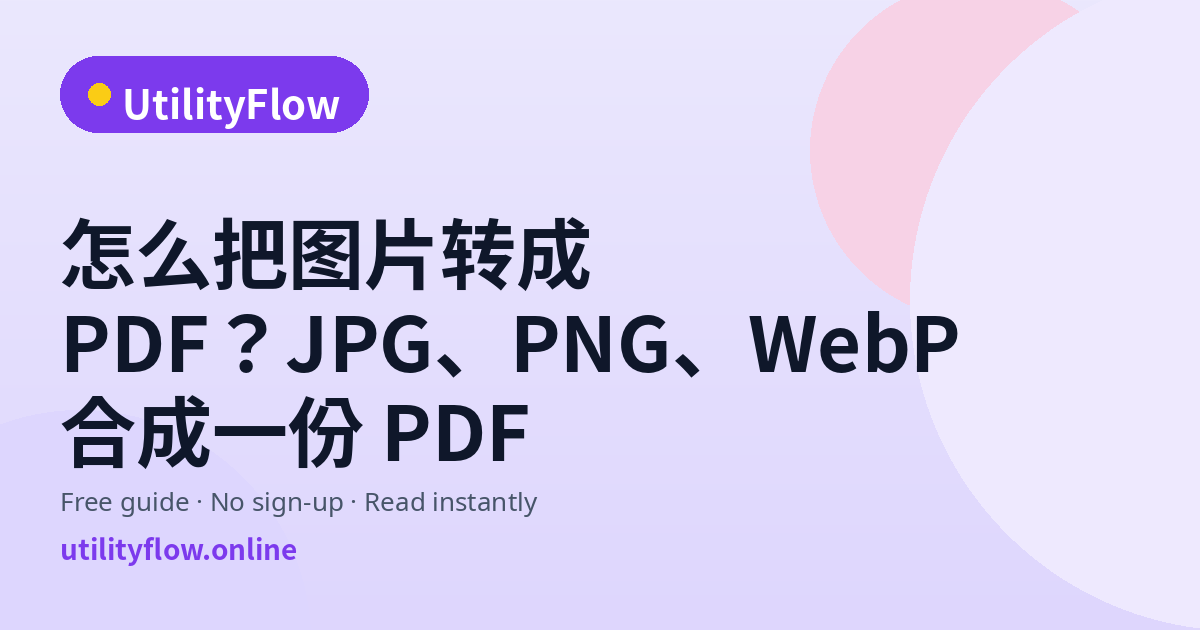 UtilityFlow
怎么把图片转成
PDF？JPG、PNG、WebP
合成一份 PDF
Free guide · No sign-up · Read instantly
utilityflow.online